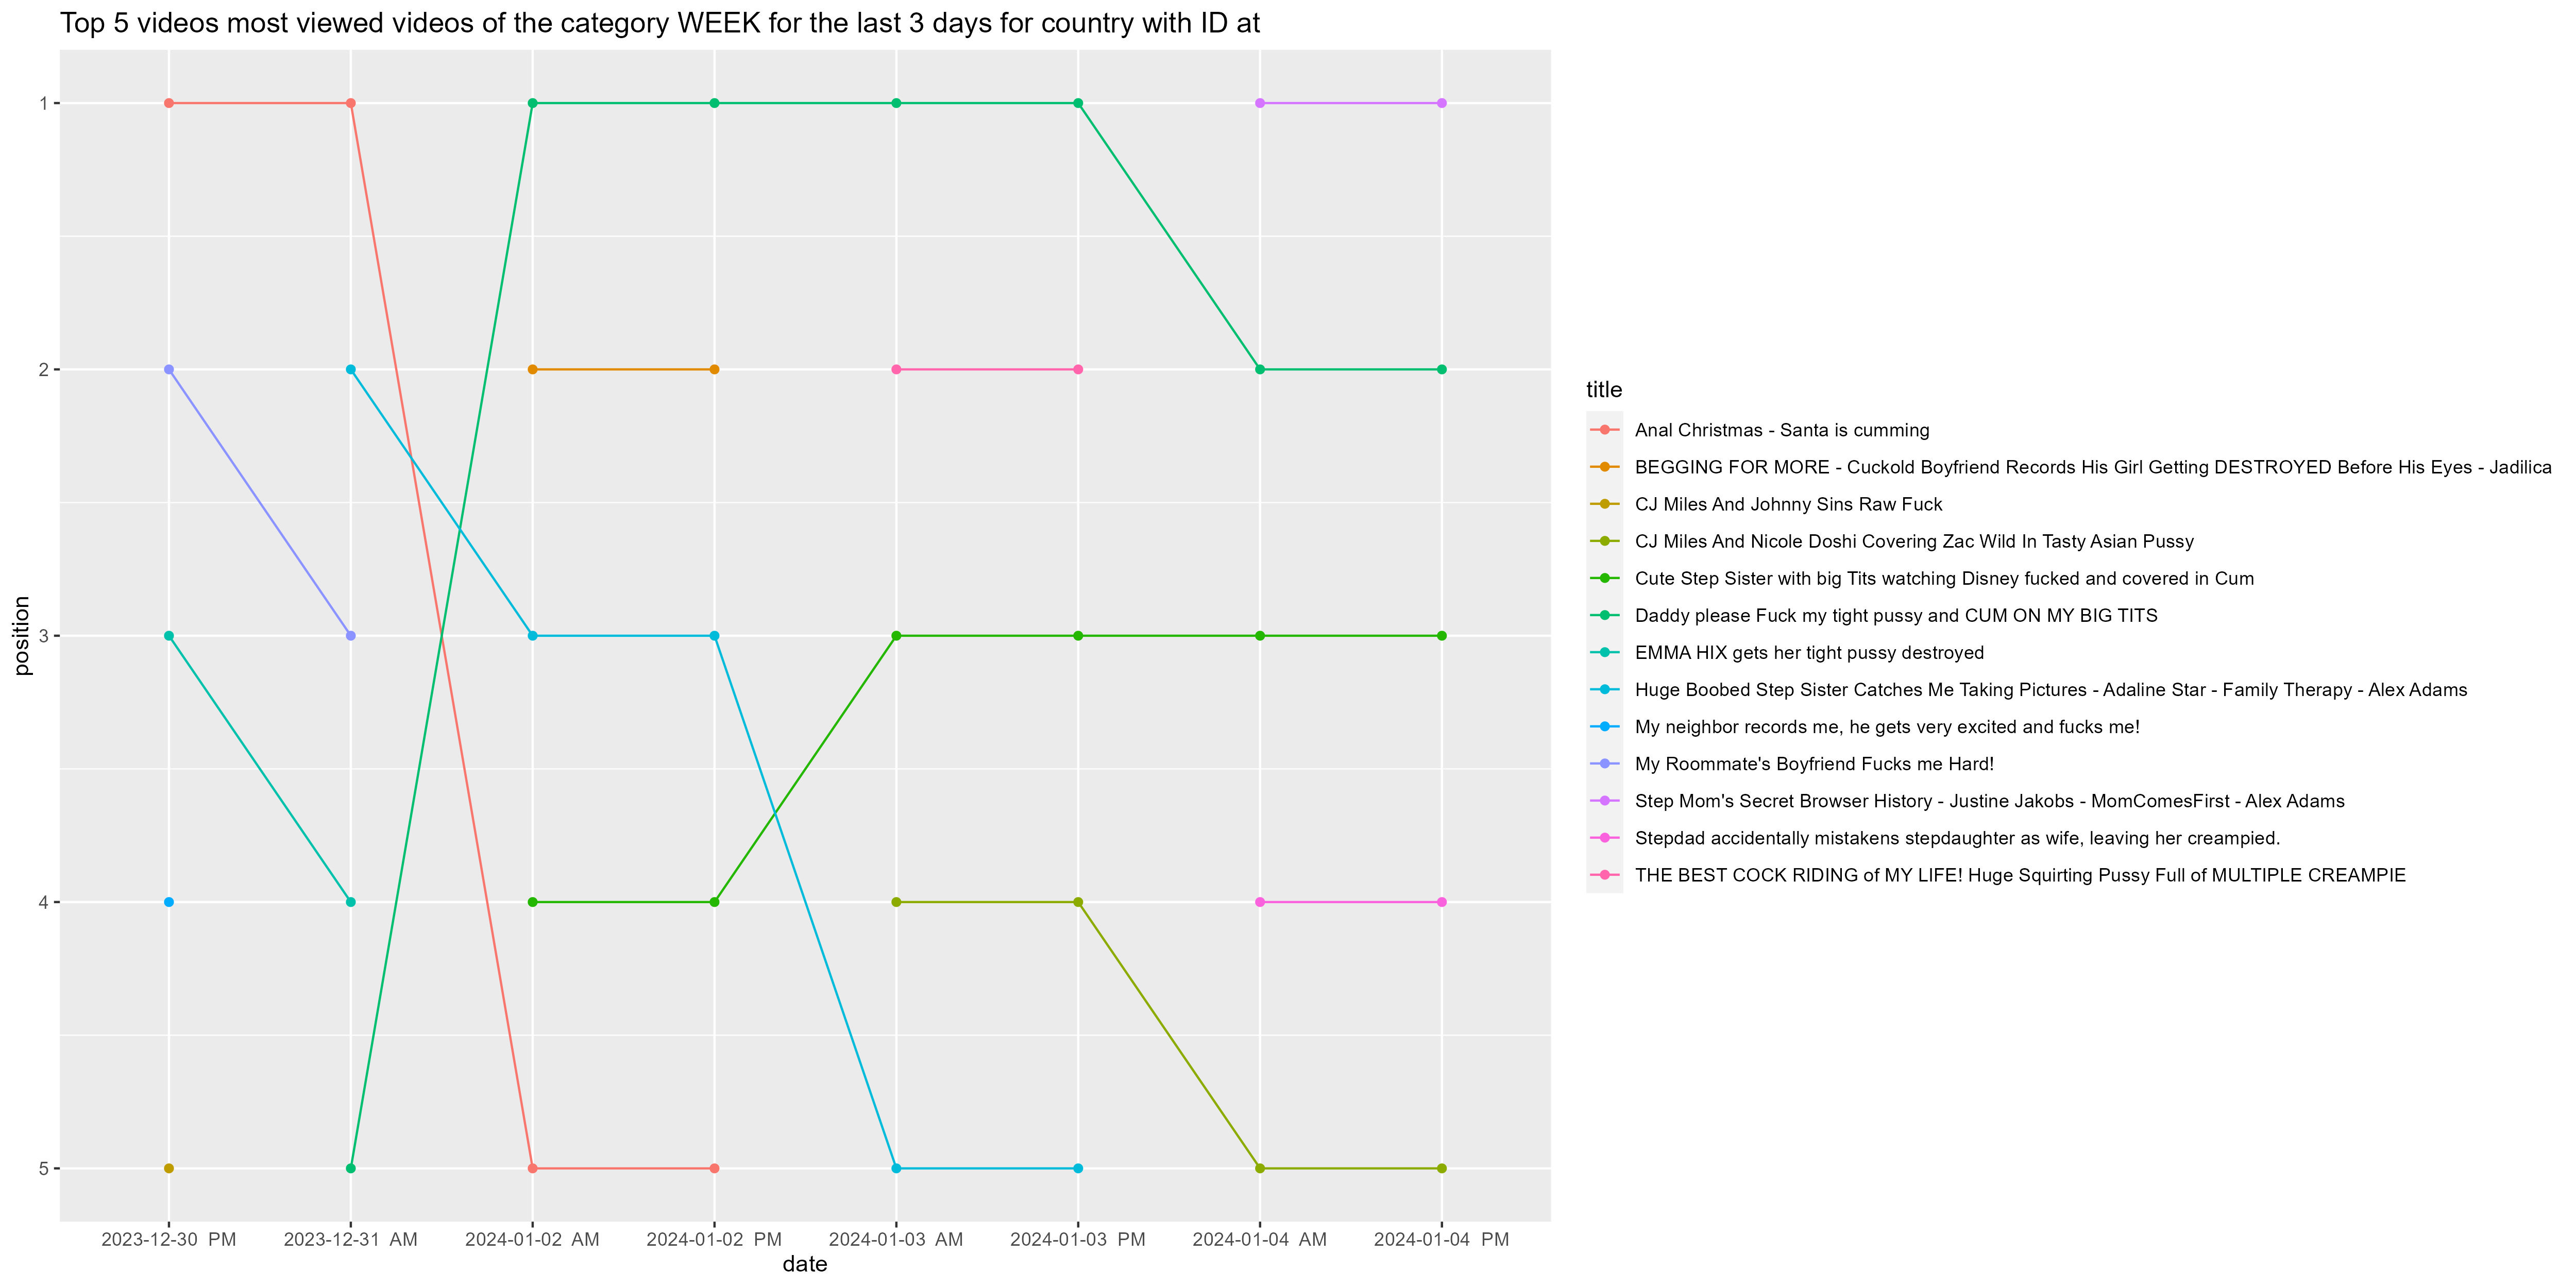 Top 5 videos most viewed videos of the category WEEK for the last 3 days for country with ID at
position
1
2
3
4
5
2023-12-30 PM
2023-12-31 AM
2024-01-02 AM
2024-01-02 PM
2024-01-03 AM
2024-01-03 PM
2024-01-04 AM
2024-01-04 PM
date
title
Anal Christmas - Santa is cumming
BEGGING FOR MORE - Cuckold Boyfriend Records His Girl Getting DESTROYED Before His Eyes - Jadilica
CJ Miles And Johnny Sins Raw Fuck
CJ Miles And Nicole Doshi Covering Zac Wild In Tasty Asian Pussy
Cute Step Sister with big Tits watching Disney fucked and covered in Cum
Daddy please Fuck my tight pussy and CUM ON MY BIG TITS
EMMA HIX gets her tight pussy destroyed
Huge Boobed Step Sister Catches Me Taking Pictures - Adaline Star - Family Therapy - Alex Adams
My neighbor records me, he gets very excited and fucks me!
My Roommate's Boyfriend Fucks me Hard!
Step Mom's Secret Browser History - Justine Jakobs - MomComesFirst - Alex Adams
Stepdad accidentally mistakens stepdaughter as wife, leaving her creampied.
THE BEST COCK RIDING of MY LIFE! Huge Squirting Pussy Full of MULTIPLE CREAMPIE